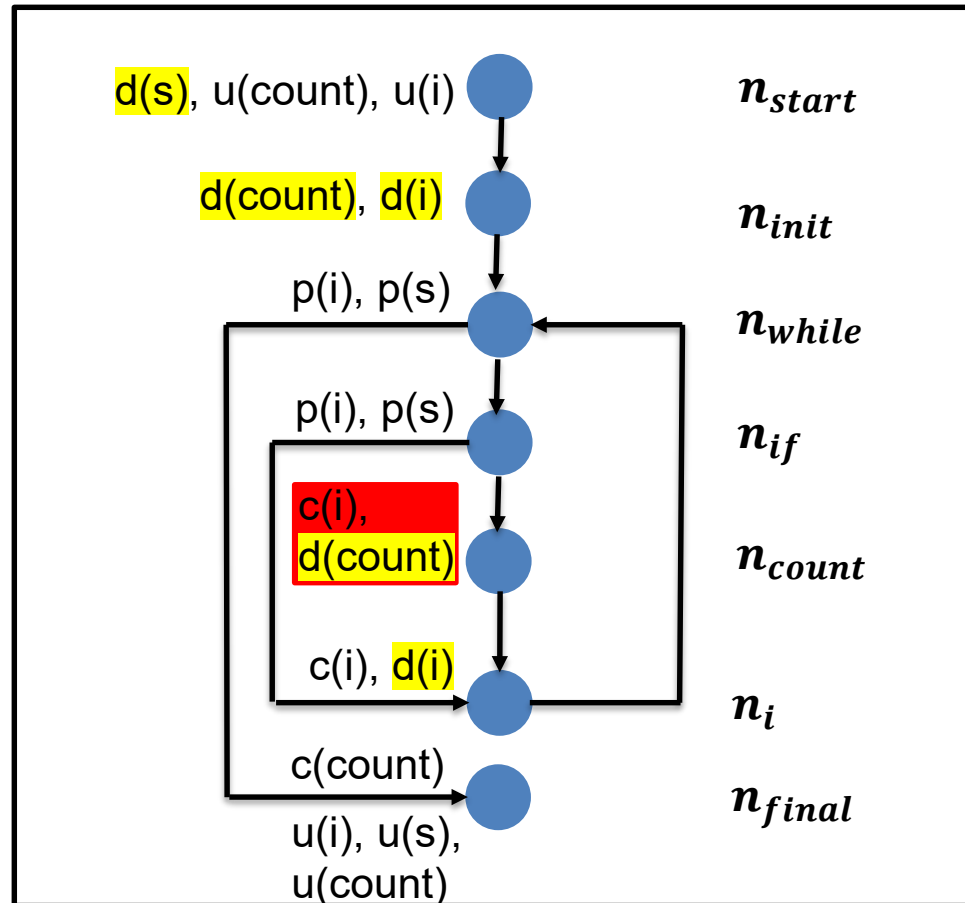 d(s), u(count), u(i)
n_start
d(count), d(i)
n_init
p(i), p(s)
n_while
p(i), p(s)
n_if
c(i),
d(count)
n_count
c(i), d(i)
n_i
c(count)
n_final
u(i), u(s),
u(count)